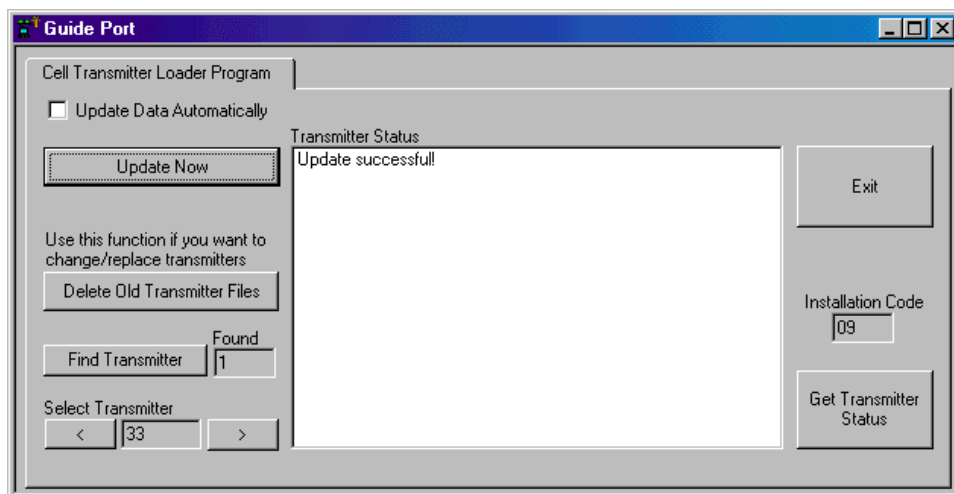 Guide Port
Cell Transmitter Loader Program
Update Data Automatically
Transmitter Status
Update Now
Update successful!
Exit
Use this function if you want to
change/replace transmitters
Delete Old Transmitter Files
Installation Code
09
Found
Find Transmitter
1
Select Transmitter
<
33
>
Get Transmitter
Status